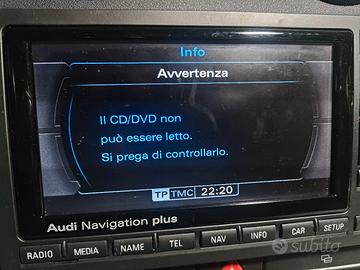 Info
Avvertenza
Il CD/DVD non
può essere letto.
Si prega di controllarlo.
TP TMC 22:20
Audi Navigation plus
RADIO MEDIA NAME TEL NAV INFO CAR SETUP
subito